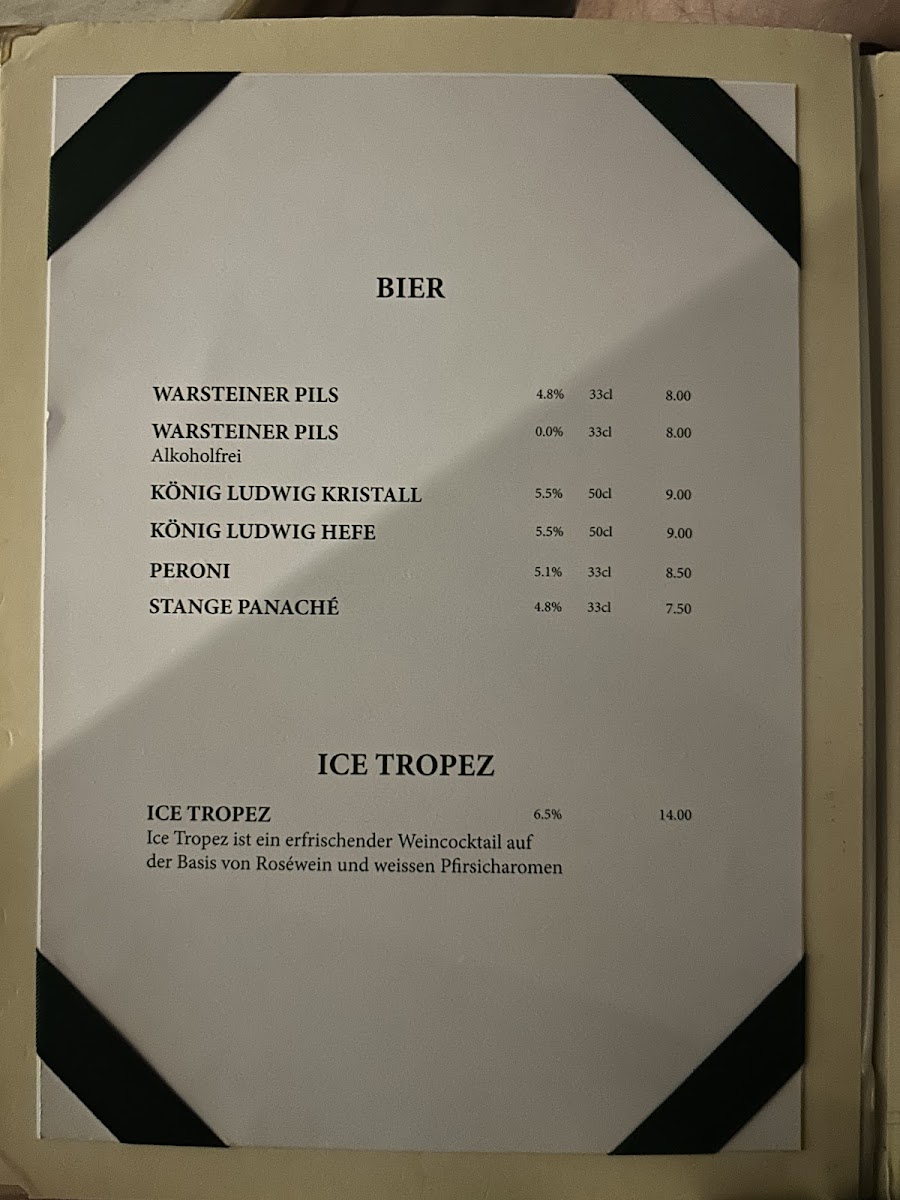 BIER
WARSTEINER PILS 4.8% 33cl 8.00
WARSTEINER PILS 0.0% 33cl 8.00
Alkoholfrei
KÖNIG LUDWIG KRISTALL 5.5% 50cl 9.00
KÖNIG LUDWIG HEFE 5.5% 50cl 9.00
PERONI 5.1% 33cl 8.50
STANGE PANACHÉ 4.8% 33cl 7.50
ICE TROPEZ
ICE TROPEZ 6.5% 14.00
Ice Tropez ist ein erfrischender Weincocktail auf
der Basis von Roséwein und weissen Pfirsicharomen